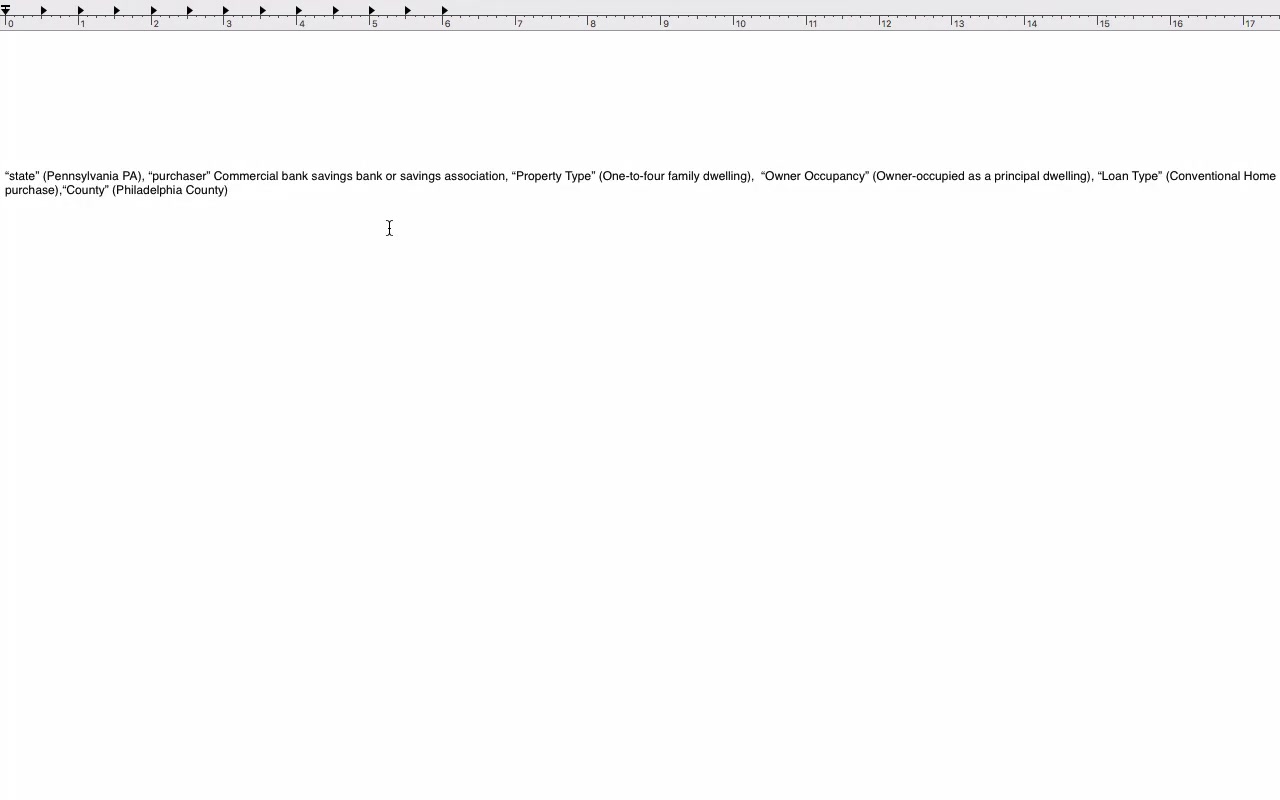 0 1 2 3 4 5 6 7 8 9 10 11 12 13 14 15 16 17
“state” (Pennsylvania PA), “purchaser” Commercial bank savings bank or savings association, “Property Type” (One-to-four family dwelling),  “Owner Occupancy” (Owner-occupied as a principal dwelling), “Loan Type” (Conventional Home
purchase),“County” (Philadelphia County)